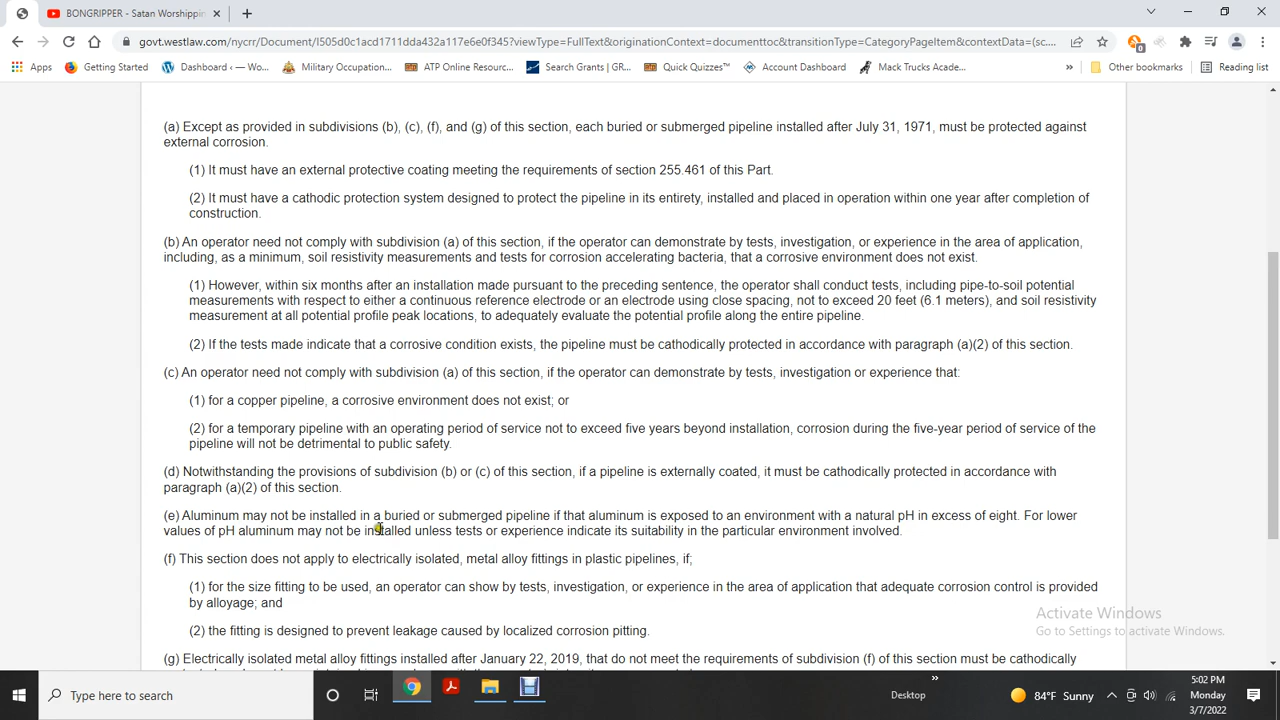 BONGRIPPER - Satan Worshippin
govt.westlaw.com/nycrr/Document/I505d0c1acd1711dda432a117e6e0f345?viewType=FullText&originationContext=documenttoc&transitionType=CategoryPageItem&contextData=(sc...
Apps Getting Started Dashboard ‹ — Wo... Military Occupation... ATP Online Resourc... Search Grants | GR... Quick Quizzes™ Account Dashboard Mack Trucks Acade... » Other bookmarks Reading list
(a) Except as provided in subdivisions (b), (c), (f), and (g) of this section, each buried or submerged pipeline installed after July 31, 1971, must be protected against
external corrosion.
(1) It must have an external protective coating meeting the requirements of section 255.461 of this Part.
(2) It must have a cathodic protection system designed to protect the pipeline in its entirety, installed and placed in operation within one year after completion of
construction.
(b) An operator need not comply with subdivision (a) of this section, if the operator can demonstrate by tests, investigation, or experience in the area of application,
including, as a minimum, soil resistivity measurements and tests for corrosion accelerating bacteria, that a corrosive environment does not exist.
(1) However, within six months after an installation made pursuant to the preceding sentence, the operator shall conduct tests, including pipe-to-soil potential
measurements with respect to either a continuous reference electrode or an electrode using close spacing, not to exceed 20 feet (6.1 meters), and soil resistivity
measurement at all potential profile peak locations, to adequately evaluate the potential profile along the entire pipeline.
(2) If the tests made indicate that a corrosive condition exists, the pipeline must be cathodically protected in accordance with paragraph (a)(2) of this section.
(c) An operator need not comply with subdivision (a) of this section, if the operator can demonstrate by tests, investigation or experience that:
(1) for a copper pipeline, a corrosive environment does not exist; or
(2) for a temporary pipeline with an operating period of service not to exceed five years beyond installation, corrosion during the five-year period of service of the
pipeline will not be detrimental to public safety.
(d) Notwithstanding the provisions of subdivision (b) or (c) of this section, if a pipeline is externally coated, it must be cathodically protected in accordance with
paragraph (a)(2) of this section.
(e) Aluminum may not be installed in a buried or submerged pipeline if that aluminum is exposed to an environment with a natural pH in excess of eight. For lower
values of pH aluminum may not be installed unless tests or experience indicate its suitability in the particular environment involved.
(f) This section does not apply to electrically isolated, metal alloy fittings in plastic pipelines, if;
(1) for the size fitting to be used, an operator can show by tests, investigation, or experience in the area of application that adequate corrosion control is provided
by alloyage; and
(2) the fitting is designed to prevent leakage caused by localized corrosion pitting.
(g) Electrically isolated metal alloy fittings installed after January 22, 2019, that do not meet the requirements of subdivision (f) of this section must be cathodically
Activate Windows
Go to Settings to activate Windows.
Type here to search
Desktop »
84°F Sunny
5:02 PM
Monday
3/7/2022